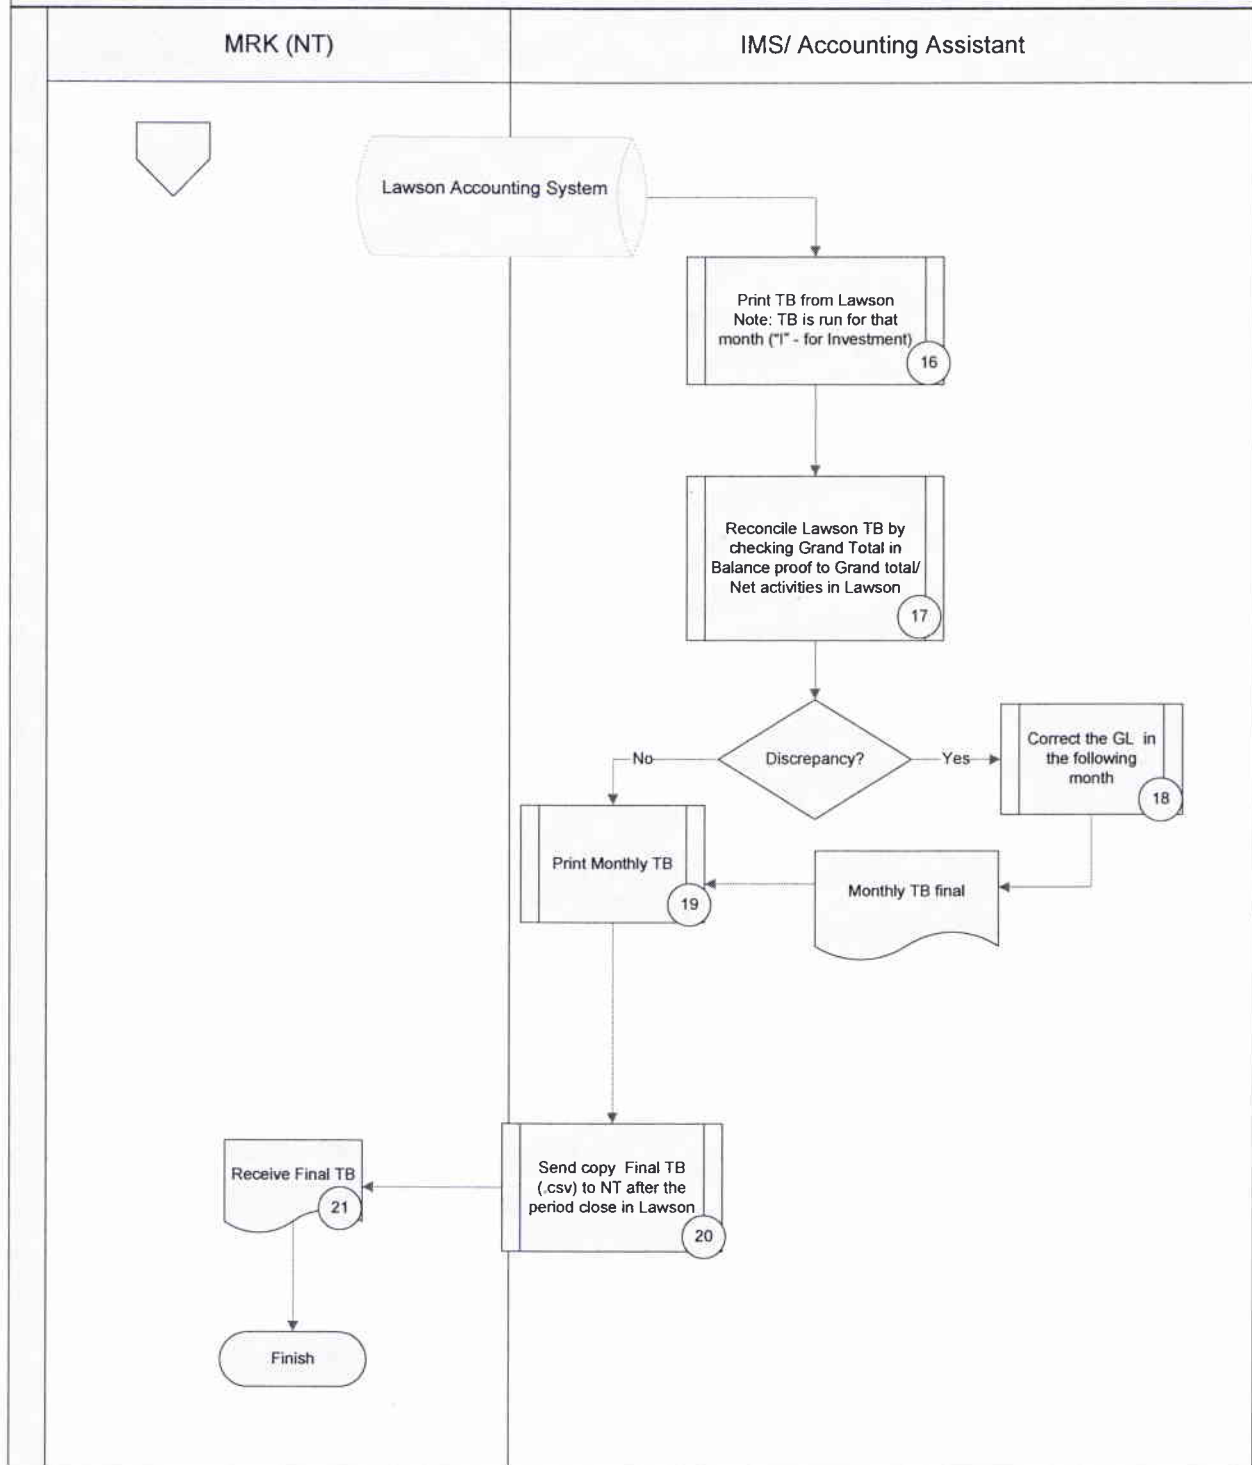 MRK (NT)
IMS/ Accounting Assistant
Lawson Accounting System
Print TB from Lawson
Note: TB is run for that
month ("I" - for Investment)
16
Reconcile Lawson TB by
checking Grand Total in
Balance proof to Grand total/
Net activities in Lawson
17
Discrepancy?
No
Yes
Correct the GL in
the following
month
18
Print Monthly TB
19
Monthly TB final
Send copy Final TB
(.csv) to NT after the
period close in Lawson
20
Receive Final TB
21
Finish